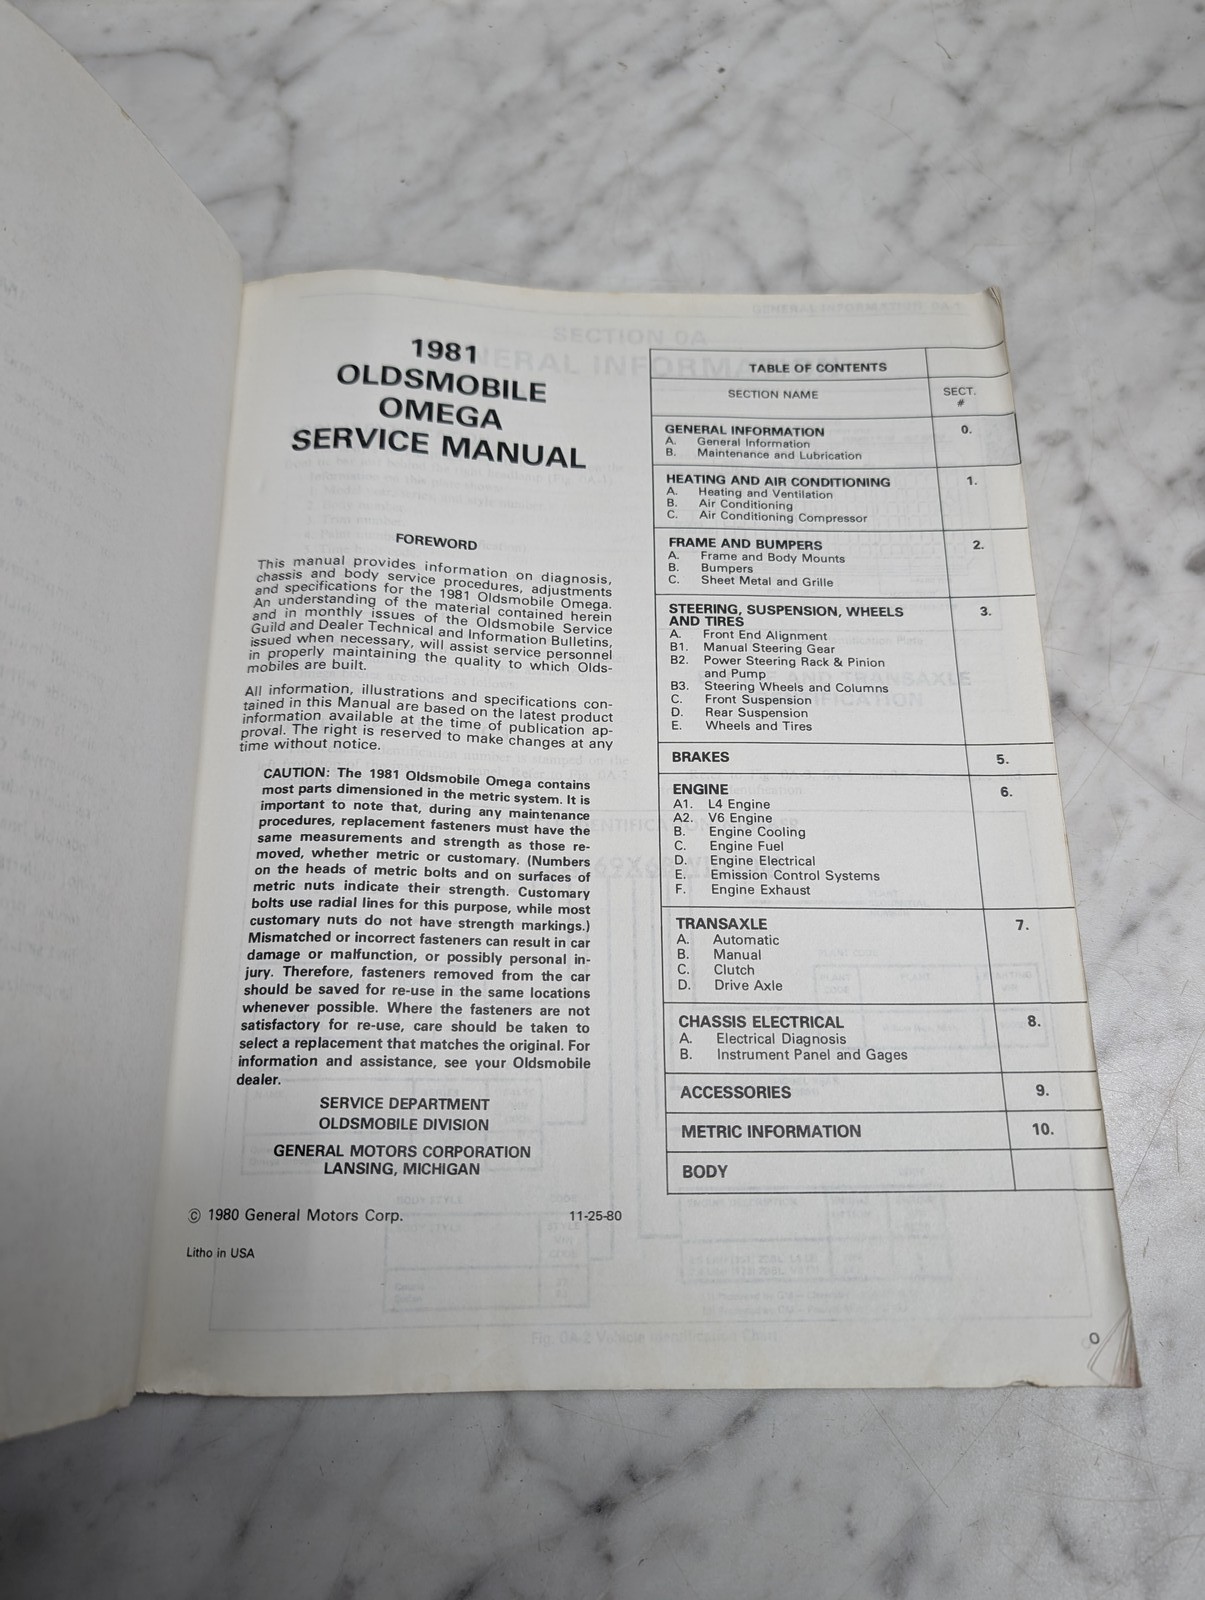 1981
OLDSMOBILE
OMEGA
SERVICE MANUAL
FOREWORD
This manual provides information on diagnosis,
chassis and body service procedures, adjustments
and specifications for the 1981 Oldsmobile Omega.
An understanding of the material contained herein
and in monthly issues of the Oldsmobile Service
Guild and Dealer Technical and Information Bulletins,
issued when necessary, will assist service personnel
in properly maintaining the quality to which Olds-
mobiles are built.
All information, illustrations and specifications con-
tained in this Manual are based on the latest product
information available at the time of publication ap-
proval. The right is reserved to make changes at any
time without notice.
CAUTION: The 1981 Oldsmobile Omega contains
most parts dimensioned in the metric system. It is
important to note that, during any maintenance
procedures, replacement fasteners must have the
same measurements and strength as those re-
moved, whether metric or customary. (Numbers
on the heads of metric bolts and on surfaces of
metric nuts indicate their strength. Customary
bolts use radial lines for this purpose, while most
customary nuts do not have strength markings.)
Mismatched or incorrect fasteners can result in car
damage or malfunction, or possibly personal in-
jury. Therefore, fasteners removed from the car
should be saved for re-use in the same locations
whenever possible. Where the fasteners are not
satisfactory for re-use, care should be taken to
select a replacement that matches the original. For
information and assistance, see your Oldsmobile
dealer.
SERVICE DEPARTMENT
OLDSMOBILE DIVISION
GENERAL MOTORS CORPORATION
LANSING, MICHIGAN
© 1980 General Motors Corp. 11-25-80
Litho in USA
TABLE OF CONTENTS
SECTION NAME SECT. #
GENERAL INFORMATION 0.
A. General Information
B. Maintenance and Lubrication
HEATING AND AIR CONDITIONING 1.
A. Heating and Ventilation
B. Air Conditioning
C. Air Conditioning Compressor
FRAME AND BUMPERS 2.
A. Frame and Body Mounts
B. Bumpers
C. Sheet Metal and Grille
STEERING, SUSPENSION, WHEELS 3.
AND TIRES
A. Front End Alignment
B1. Manual Steering Gear
B2. Power Steering Rack & Pinion
and Pump
B3. Steering Wheels and Columns
C. Front Suspension
D. Rear Suspension
E. Wheels and Tires
BRAKES 5.
ENGINE 6.
A1. L4 Engine
A2. V6 Engine
B. Engine Cooling
C. Engine Fuel
D. Engine Electrical
E. Emission Control Systems
F. Engine Exhaust
TRANSAXLE 7.
A. Automatic
B. Manual
C. Clutch
D. Drive Axle
CHASSIS ELECTRICAL 8.
A. Electrical Diagnosis
B. Instrument Panel and Gages
ACCESSORIES 9.
METRIC INFORMATION 10.
BODY
O